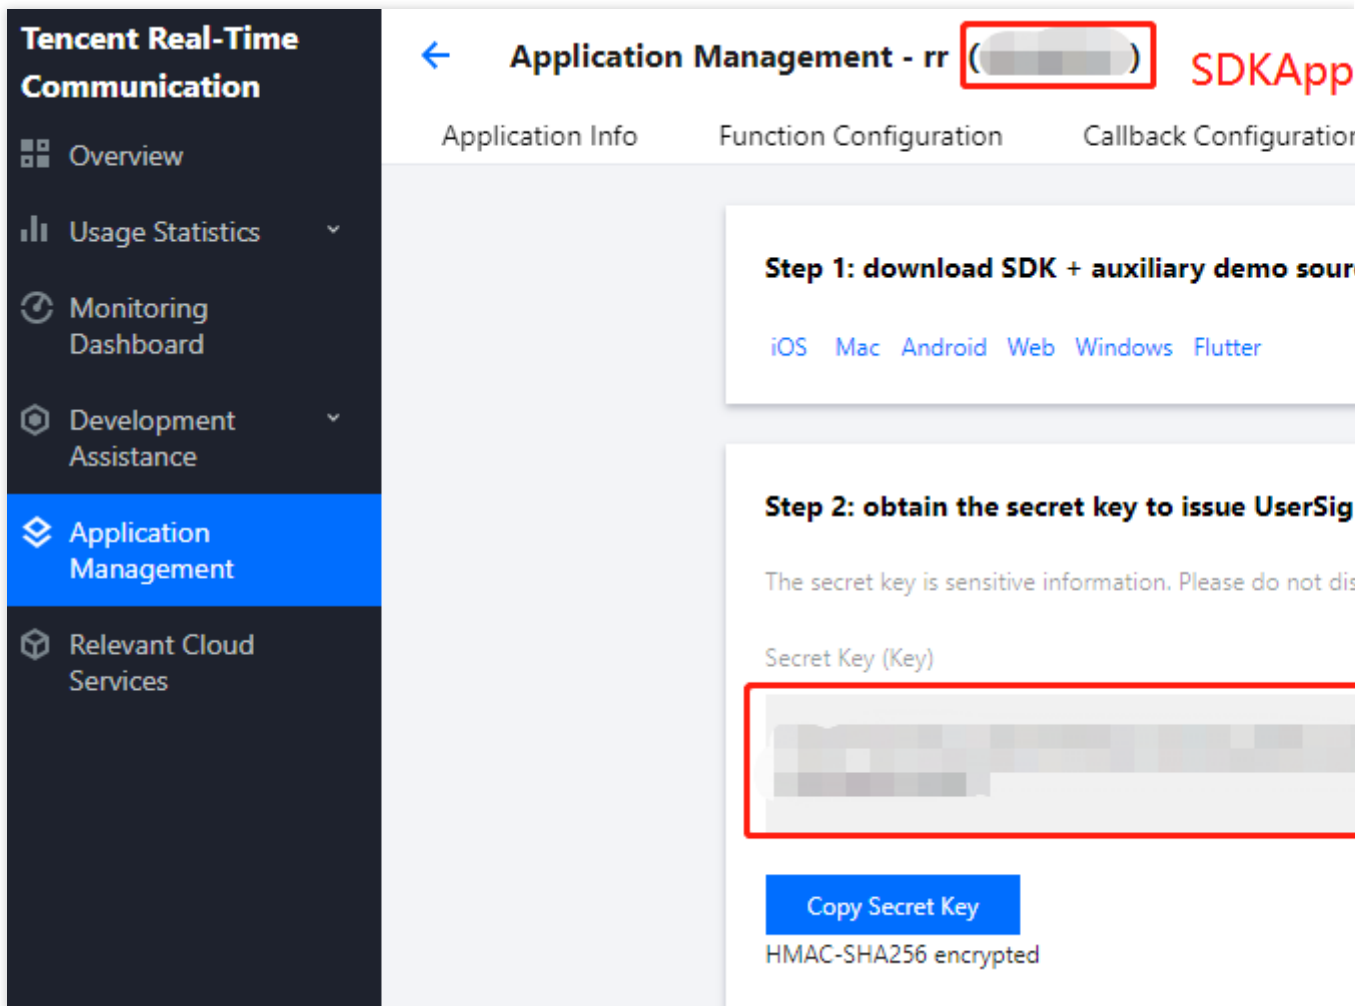 Tencent Real-Time
Communication
Overview
Usage Statistics
Monitoring
Dashboard
Development
Assistance
Application
Management
Relevant Cloud
Services
Application Management - rr ( )
SDKApp
Application Info Function Configuration Callback Configuration
Step 1: download SDK + auxiliary demo sour
iOS Mac Android Web Windows Flutter
Step 2: obtain the secret key to issue UserSig
The secret key is sensitive information. Please do not dis
Secret Key (Key)
Copy Secret Key
HMAC-SHA256 encrypted